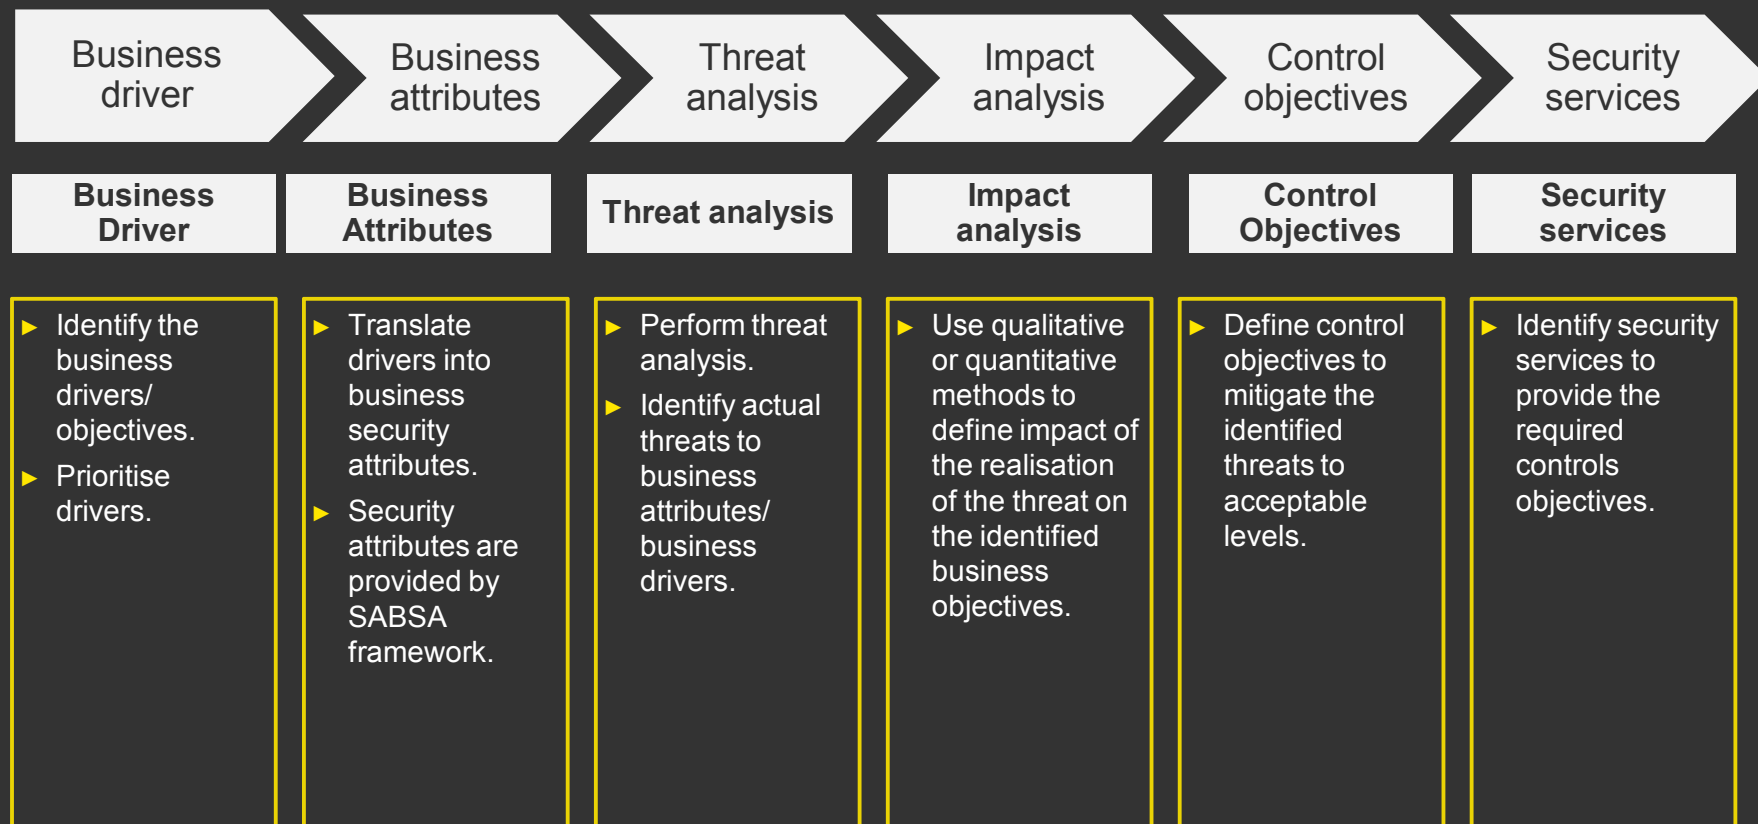 Business
driver
Business
attributes
Threat
analysis
Impact
analysis
Control
objectives
Security
services
Business
Driver
Business
Attributes
Threat analysis
Impact
analysis
Control
Objectives
Security
services
► Identify the
business
drivers/
objectives.
► Prioritise
drivers.
► Translate
drivers into
business
security
attributes.
► Security
attributes are
provided by
SABSA
framework.
► Perform threat
analysis.
► Identify actual
threats to
business
attributes/
business
drivers.
► Use qualitative
or quantitative
methods to
define impact of
the realisation
of the threat on
the identified
business
objectives.
► Define control
objectives to
mitigate the
identified
threats to
acceptable
levels.
► Identify security
services to
provide the
required
controls
objectives.